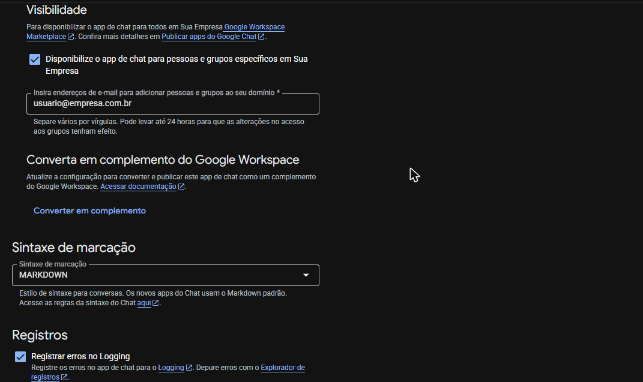 Visibilidade
Para disponibilizar o app de chat para todos em Sua Empresa Google Workspace
Marketplace. Confira mais detalhes em Publicar apps do Google Chat.
Disponibilize o app de chat para pessoas e grupos específicos em Sua
Empresa
Insira endereços de e-mail para adicionar pessoas e grupos ao seu domínio *
usuario@empresa.com.br
Separe vários por vírgulas. Pode levar até 24 horas para que as alterações no acesso
aos grupos tenham efeito.
Converta em complemento do Google Workspace
Atualize a configuração para converter e publicar este app de chat como um complemento
do Google Workspace. Acessar documentação.
Converter em complemento
Sintaxe de marcação
Sintaxe de marcação
MARKDOWN
Estilo de sintaxe para conversas. Os novos apps do Chat usam o Markdown padrão.
Acesse as regras da sintaxe do Chat aqui.
Registros
Registrar erros no Logging
Registre os erros no app de chat para o Logging. Depure erros com o Explorador de
registros.